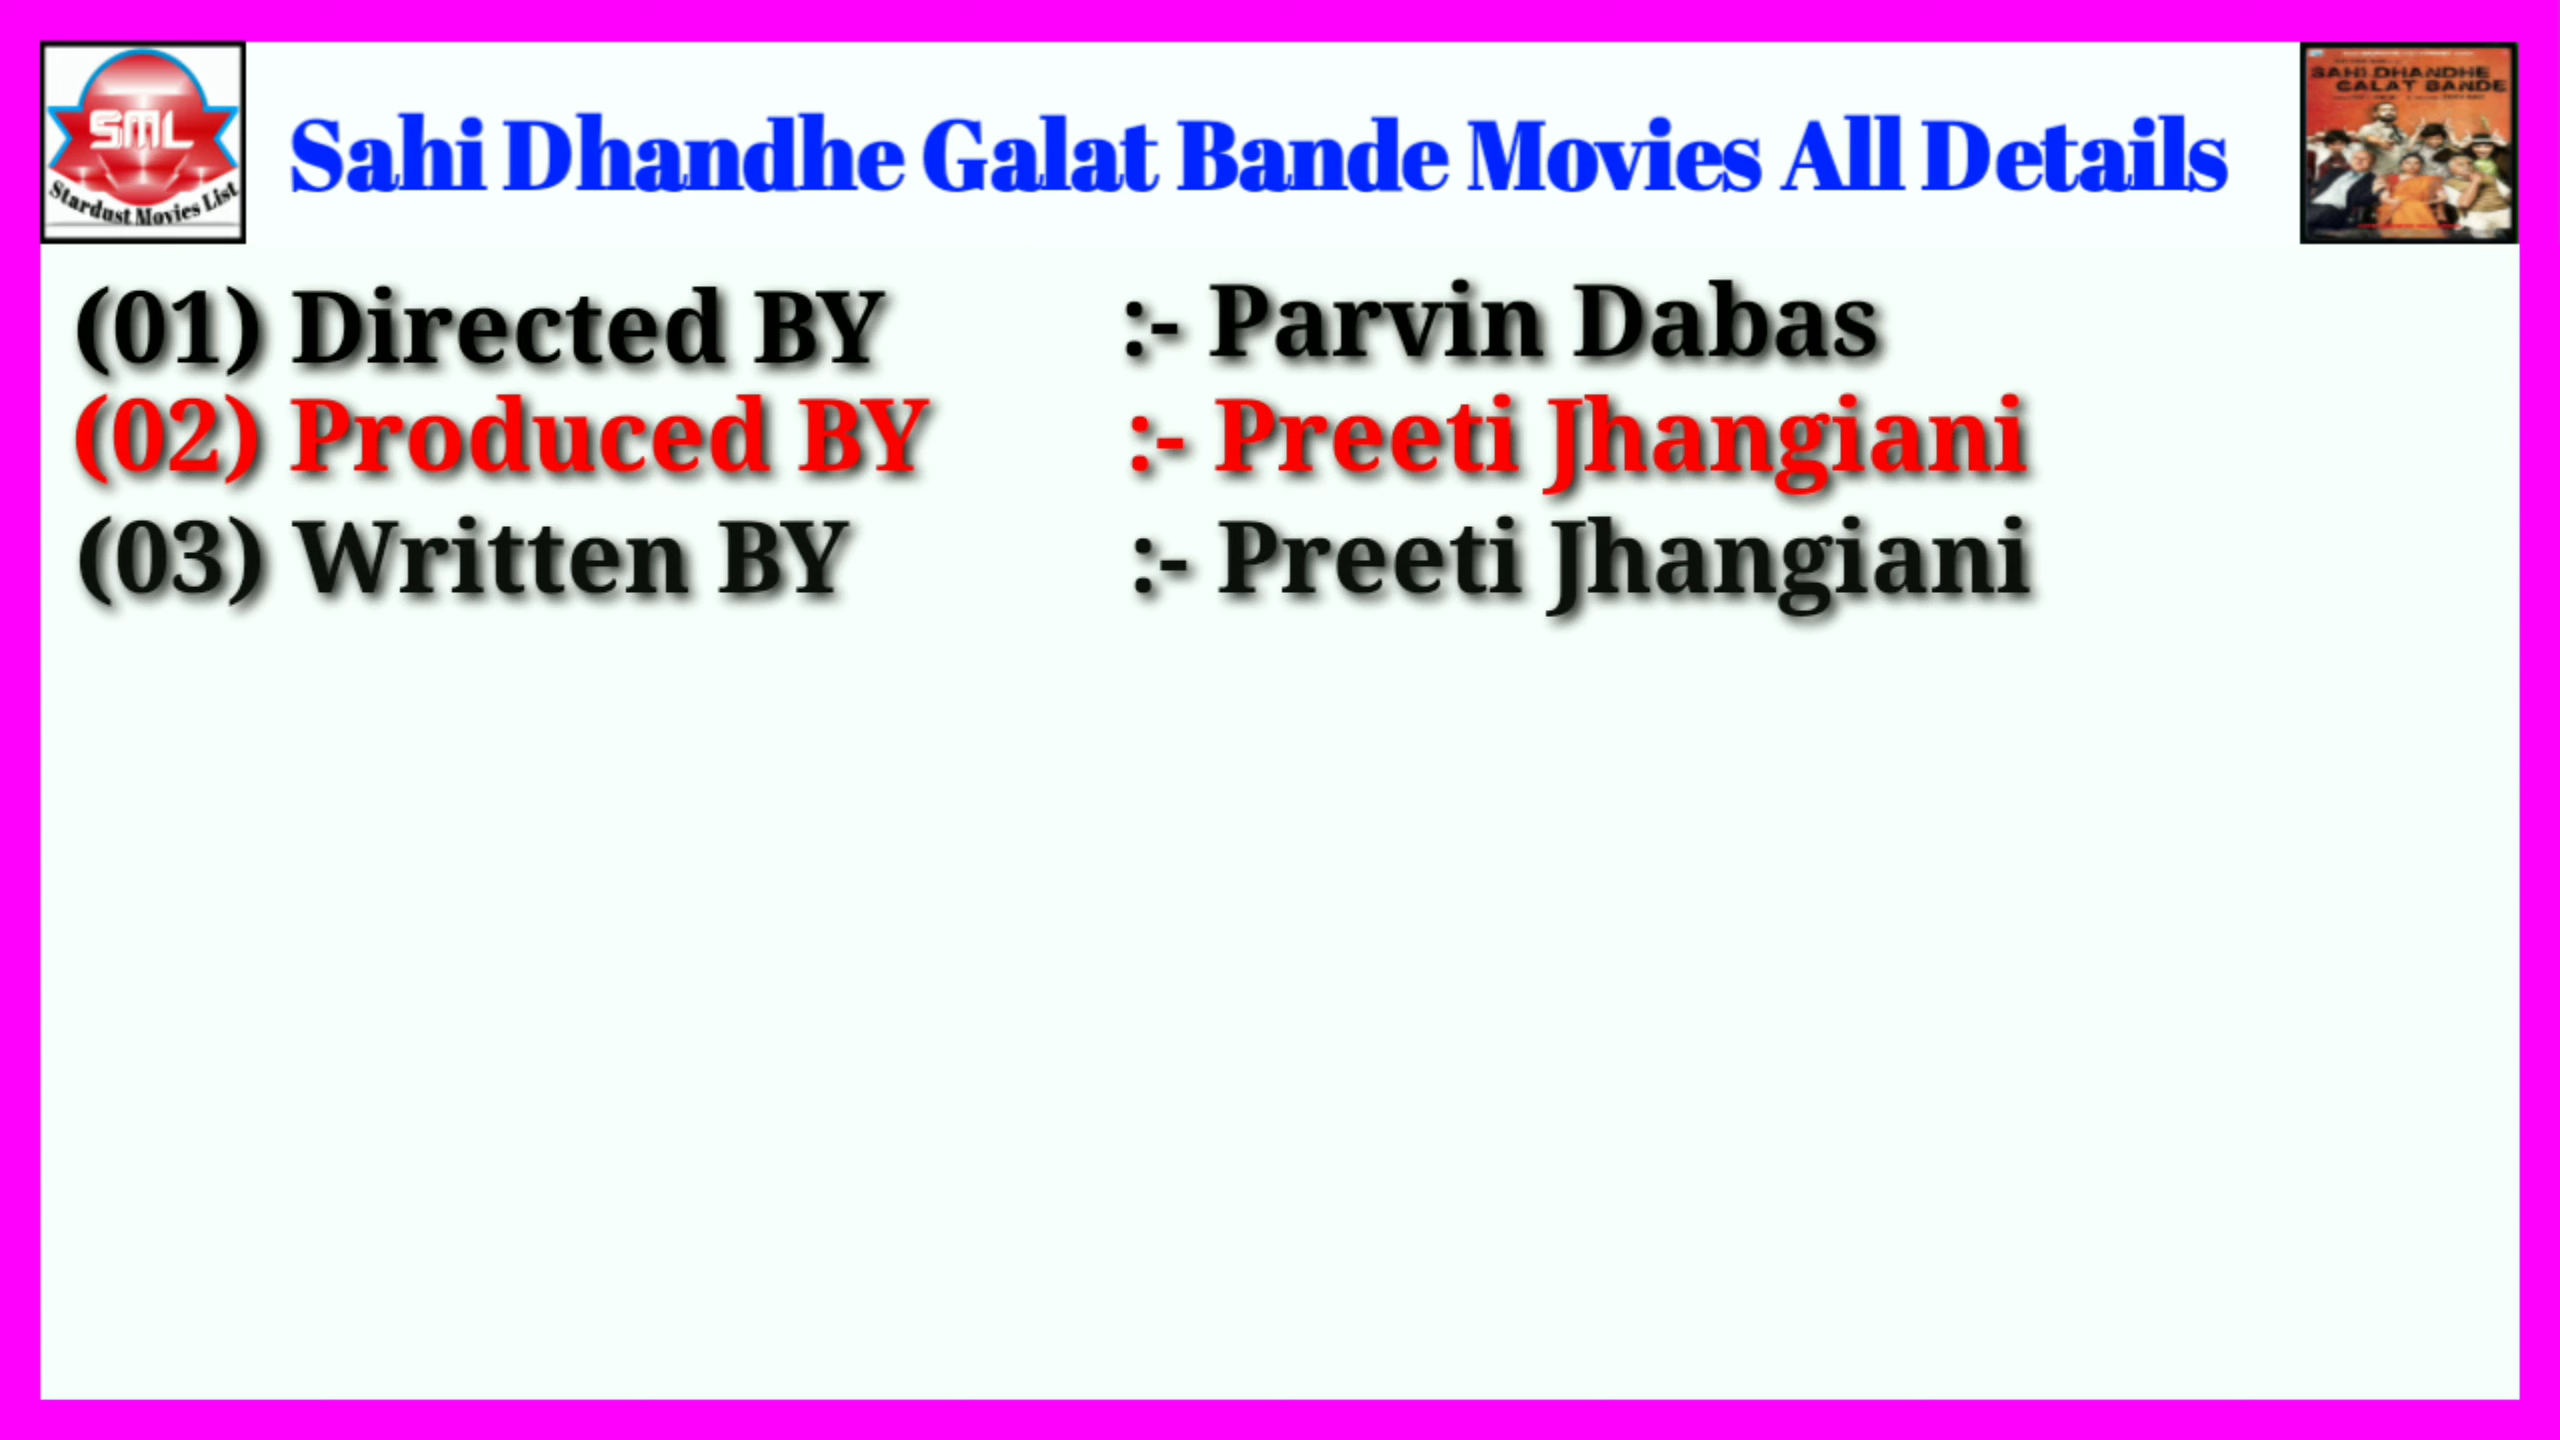 SML
Stardust Movies List
Sahi Dhandhe Galat Bande Movies All Details
SAHI DHANDHE
GALAT BANDE
(01) Directed BY :- Parvin Dabas
(02) Produced BY :- Preeti Jhangiani
(03) Written BY :- Preeti Jhangiani